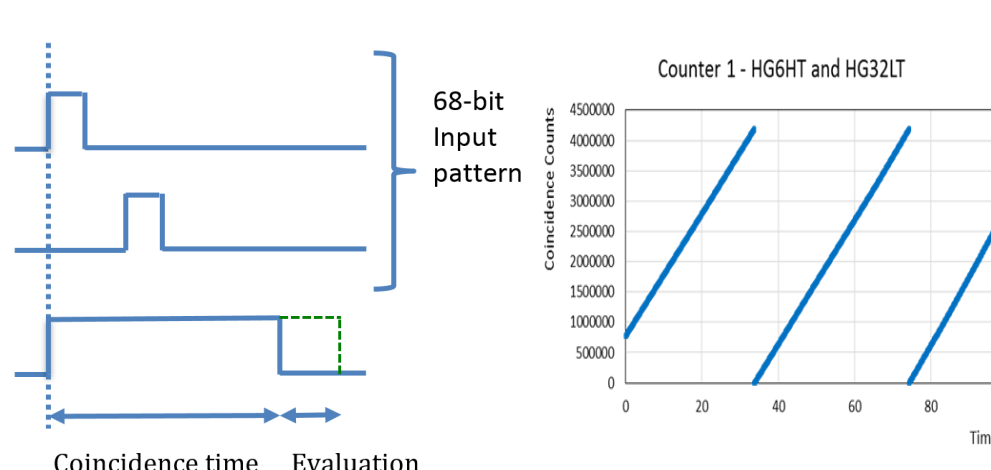 68-bit
Input
pattern
Coincidence time
Evaluation
Counter 1 - HG6HT and HG32LT
Coincidence Counts
4500000
4000000
3500000
3000000
2500000
2000000
1500000
1000000
500000
0
0 20 40 60 80